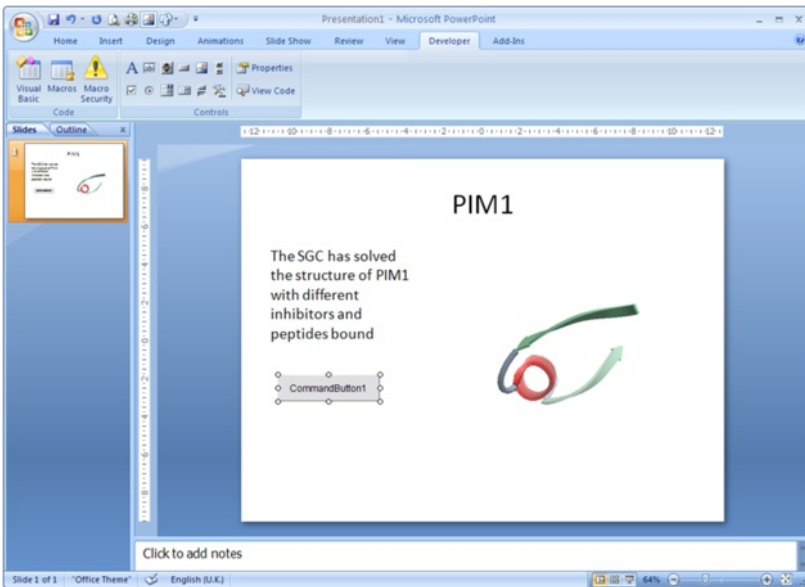 Presentation1 - Microsoft PowerPoint
Home Insert Design Animations Slide Show Review View Developer Add-Ins
Visual Basic
Macros
Macro Security
Properties
View Code
Code
Controls
Slides Outline
PIM1
The SGC has solved
the structure of PIM1
with different
inhibitors and
peptides bound
CommandButton1
Click to add notes
Slide 1 of 1 "Office Theme" English (U.K.) 64%